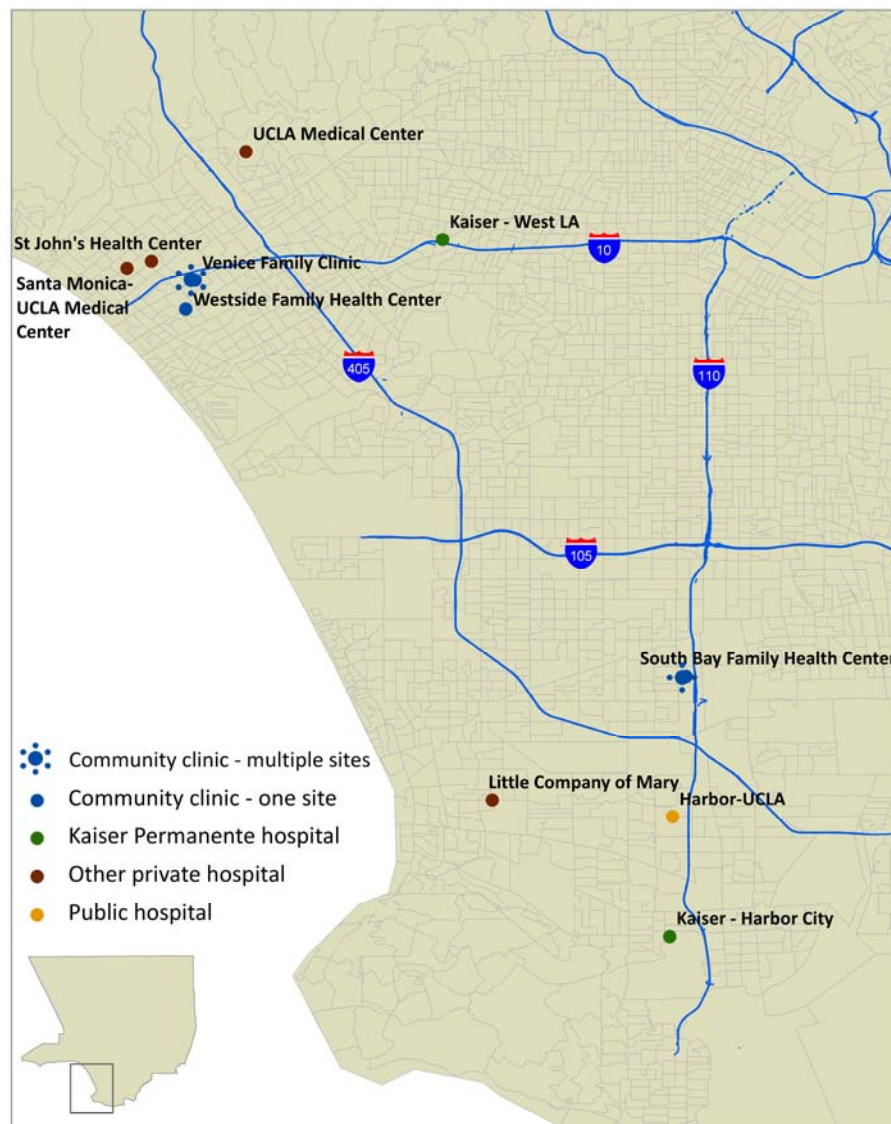 UCLA Medical Center
Kaiser - West LA
10
St John's Health Center
Venice Family Clinic
Santa Monica-
UCLA Medical
Center
Westside Family Health Center
405
110
105
South Bay Family Health Center
Little Company of Mary
Harbor-UCLA
Kaiser - Harbor City
Community clinic - multiple sites
Community clinic - one site
Kaiser Permanente hospital
Other private hospital
Public hospital